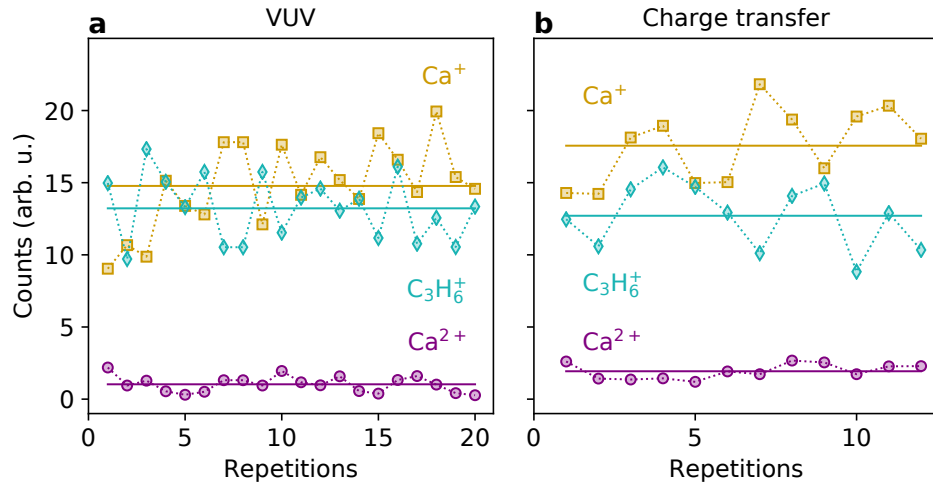 a
VUV
Counts (arb. u.)
20
15
10
5
0
Ca⁺
C₃H₆⁺
Ca²⁺
0
5
10
15
20
Repetitions
b
Charge transfer
Ca⁺
C₃H₆⁺
Ca²⁺
0
5
10
Repetitions